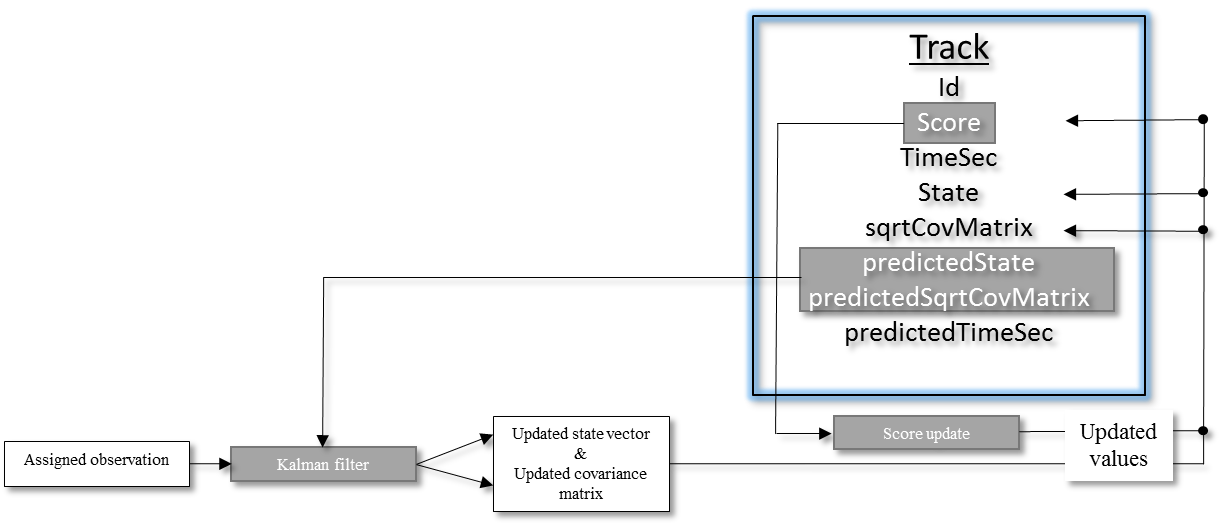 Track
Id
Score
TimeSec
State
sqrtCovMatrix
predictedState
predictedSqrtCovMatrix
predictedTimeSec
Assigned observation
Kalman filter
Updated state vector
&
Updated covariance
matrix
Score update
Updated
values